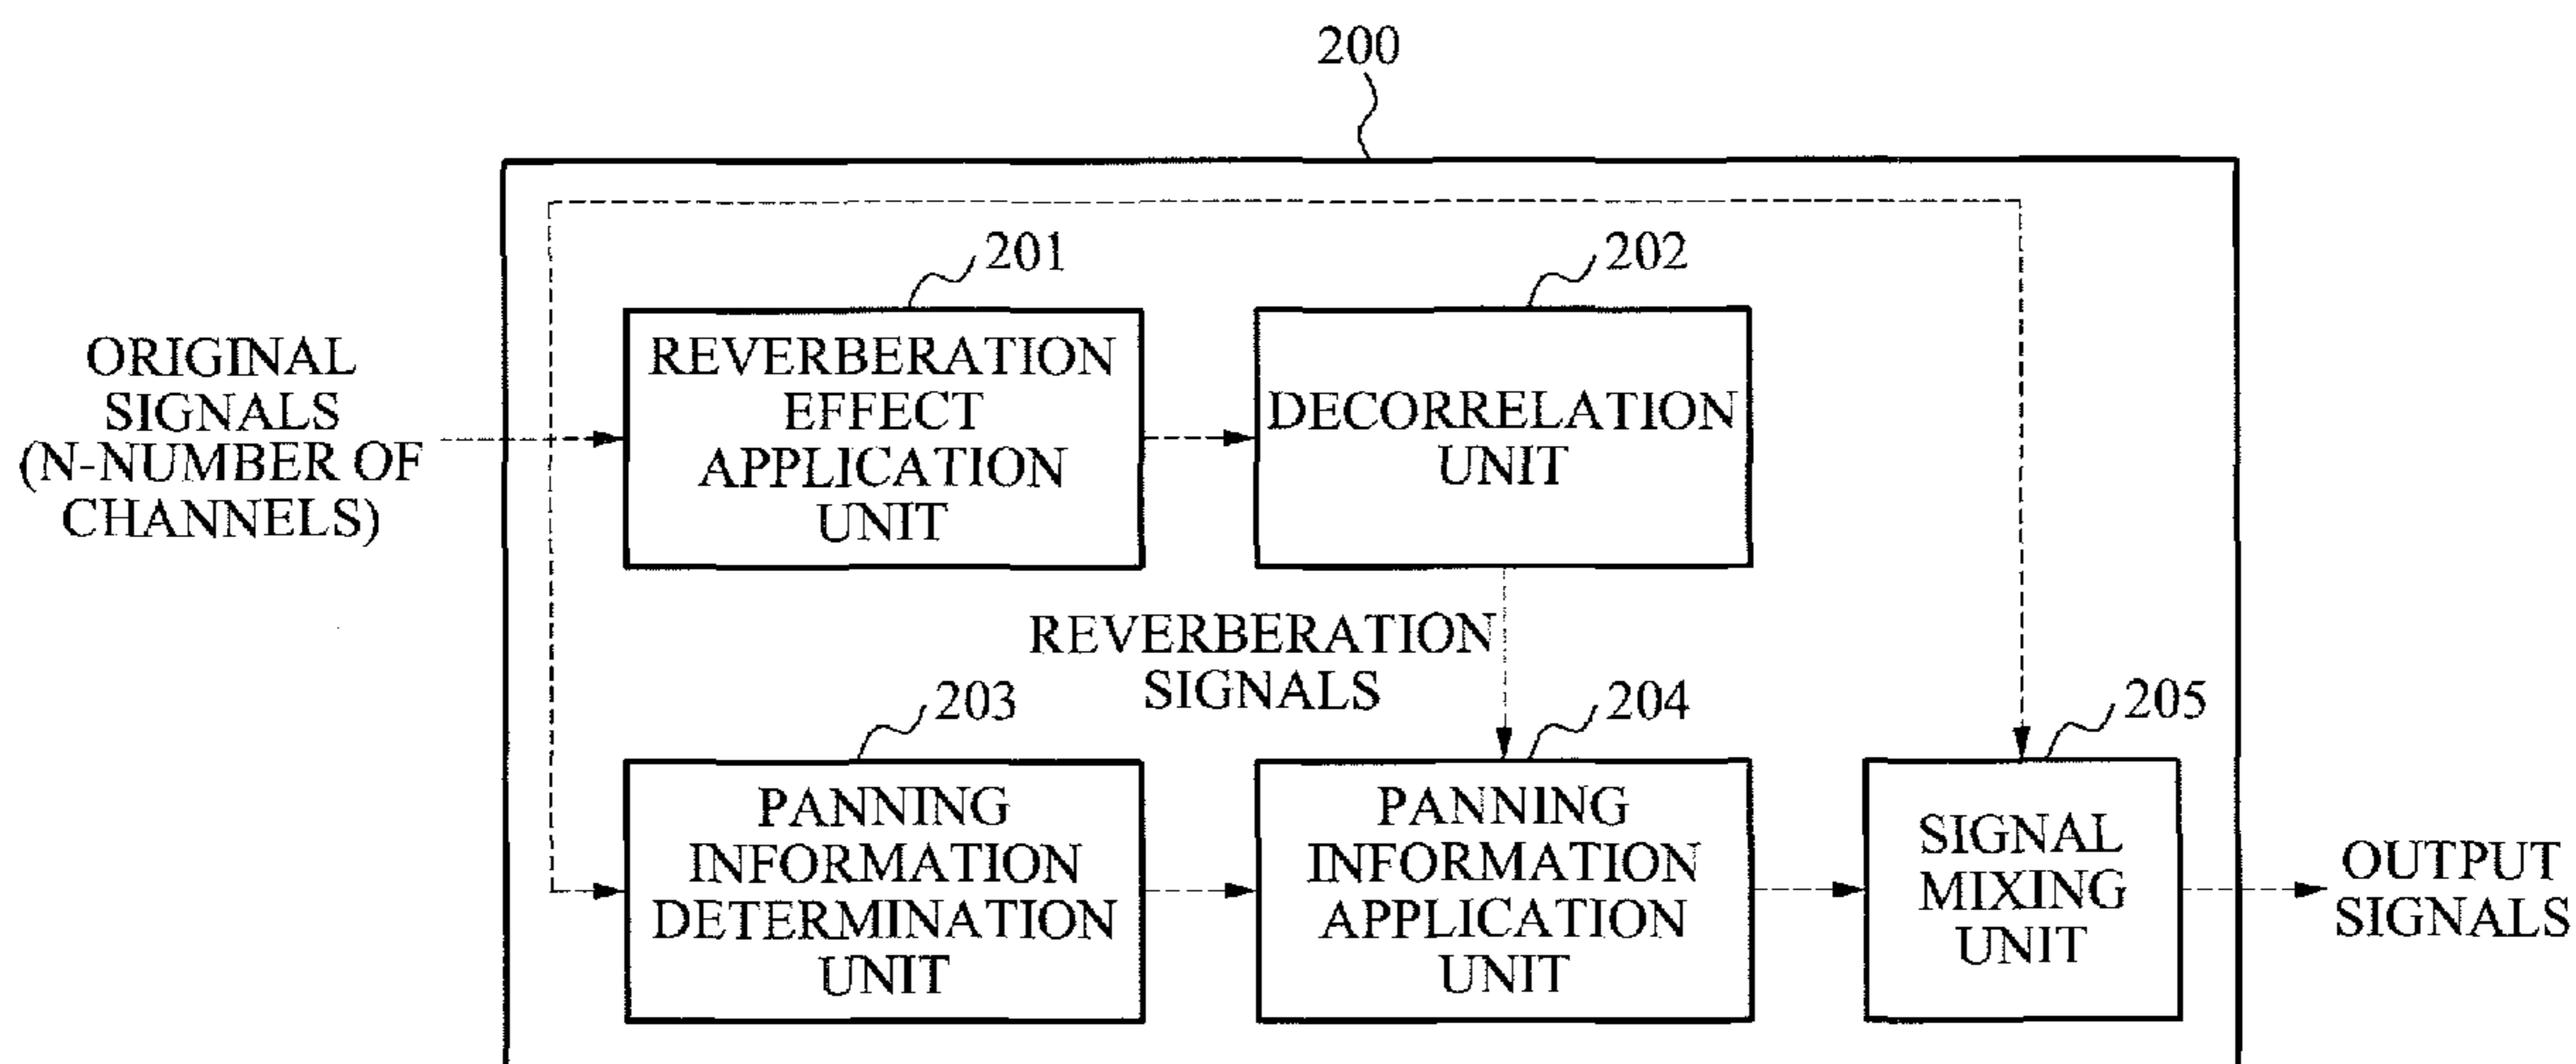 200
201
202
ORIGINAL
SIGNALS
(N-NUMBER OF
CHANNELS)
REVERBERATION
EFFECT
APPLICATION
UNIT
DECORRELATION
UNIT
REVERBERATION
SIGNALS
203
204
205
PANNING
INFORMATION
DETERMINATION
UNIT
PANNING
INFORMATION
APPLICATION
UNIT
SIGNAL
MIXING
UNIT
OUTPUT
SIGNALS